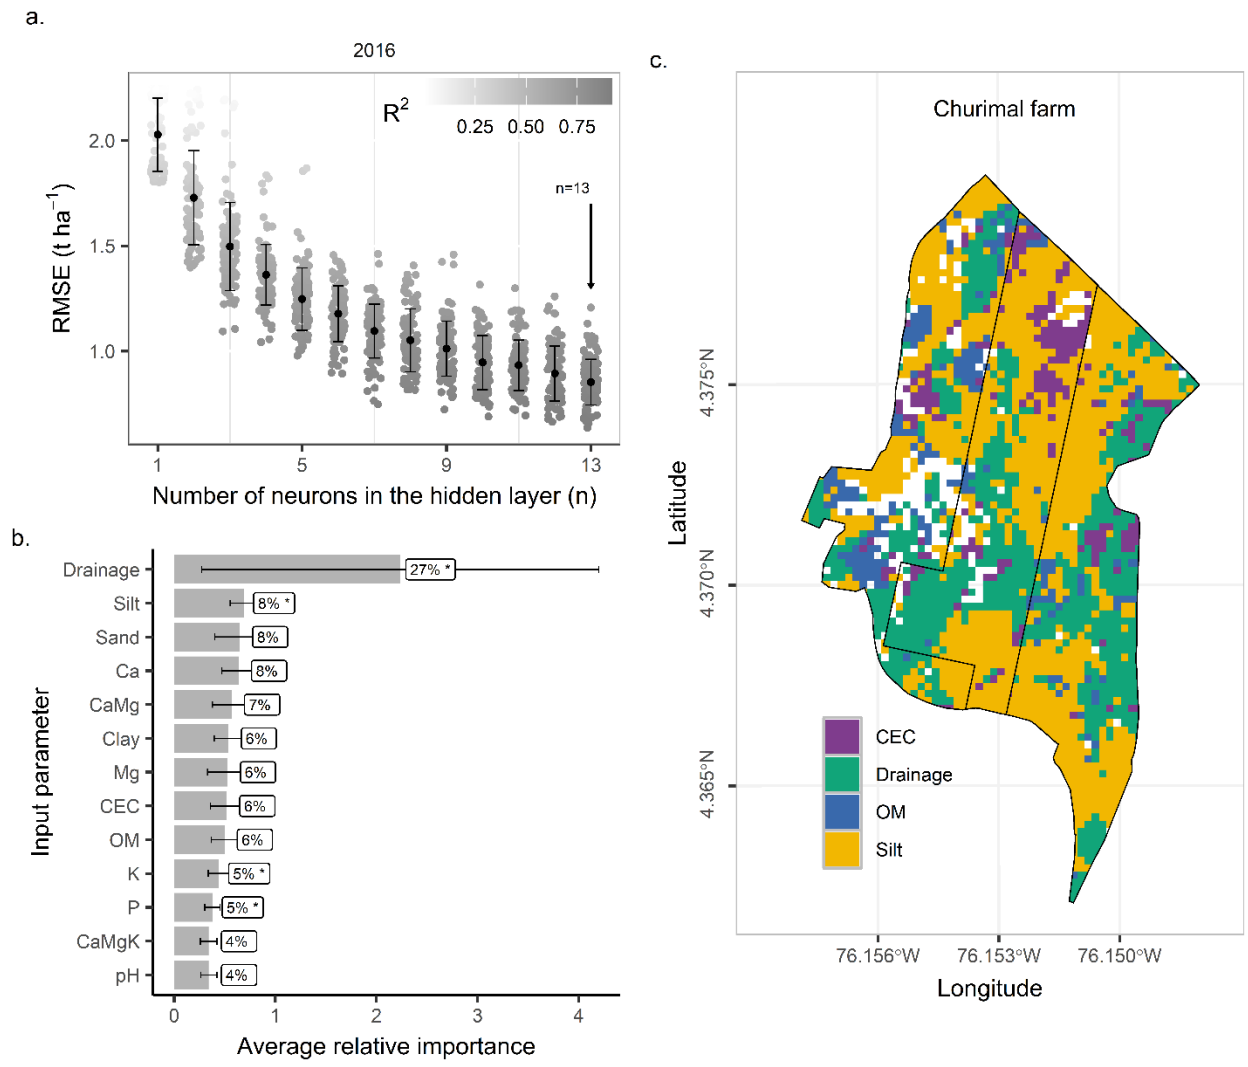 a.
2016
R²
0.25 0.50 0.75
n=13
RMSE (t ha⁻¹)
2.0
1.5
1.0
1 5 9 13
Number of neurons in the hidden layer (n)
b.
Input parameter
Drainage 27% *
Silt 8% *
Sand 8%
Ca 8%
CaMg 7%
Clay 6%
Mg 6%
CEC 6%
OM 6%
K 5% *
P 5% *
CaMgK 4%
pH 4%
0 1 2 3 4
Average relative importance
c.
Churimal farm
Latitude
4.375°N
4.370°N
4.365°N
CEC
Drainage
OM
Silt
76.156°W 76.153°W 76.150°W
Longitude